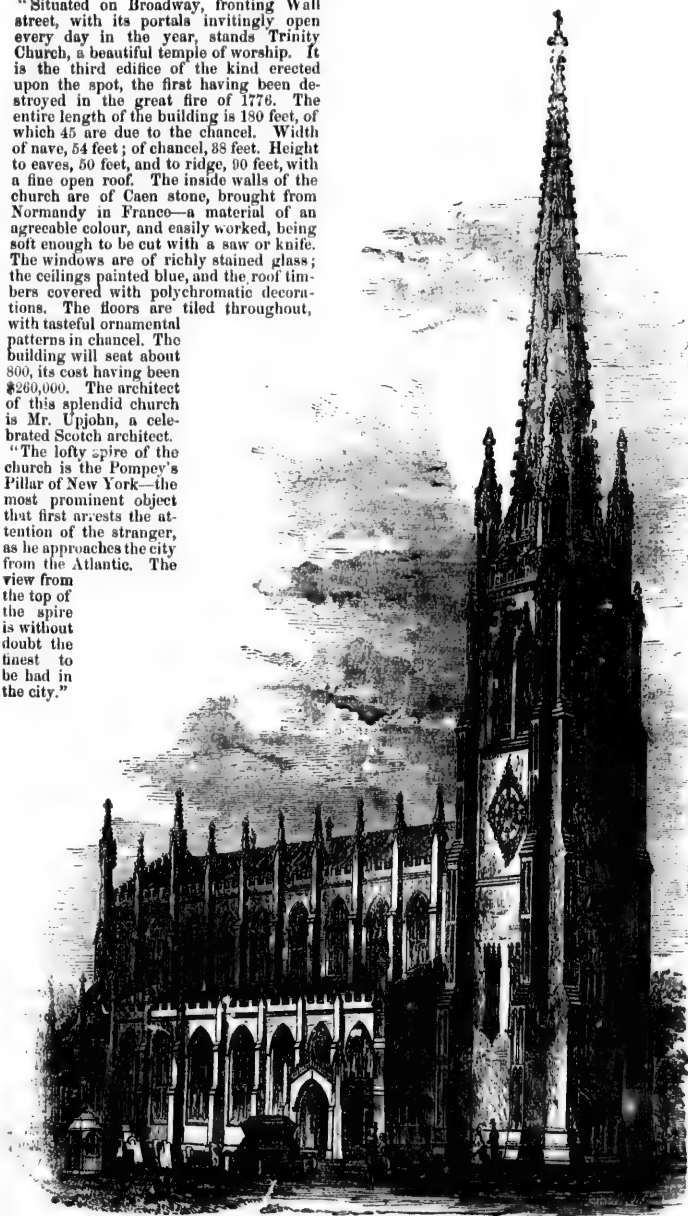 "Situated on Broadway, fronting Wall
street, with its portals invitingly open
every day in the year, stands Trinity
Church, a beautiful temple of worship. It
is the third edifice of the kind erected
upon the spot, the first having been de-
stroyed in the great fire of 1776. The
entire length of the building is 180 feet, of
which 45 are due to the chancel. Width
of nave, 54 feet; of chancel, 88 feet. Height
to eaves, 50 feet, and to ridge, 90 feet, with
a fine open roof. The inside walls of the
church are of Caen stone, brought from
Normandy in France—a material of an
agreeable colour, and easily worked, being
soft enough to be cut with a saw or knife.
The windows are of richly stained glass;
the ceilings painted blue, and the roof tim-
bers covered with polychromatic decora-
tions. The floors are tiled throughout,
with tasteful ornamental
patterns in chancel. The
building will seat about
800, its cost having been
$260,000. The architect
of this splendid church
is Mr. Upjohn, a cele-
brated Scotch architect.
"The lofty spire of the
church is the Pompey's
Pillar of New York—the
most prominent object
that first arrests the at-
tention of the stranger,
as he approaches the city
from the Atlantic. The
view from
the top of
the spire
is without
doubt the
finest to
be had in
the city."